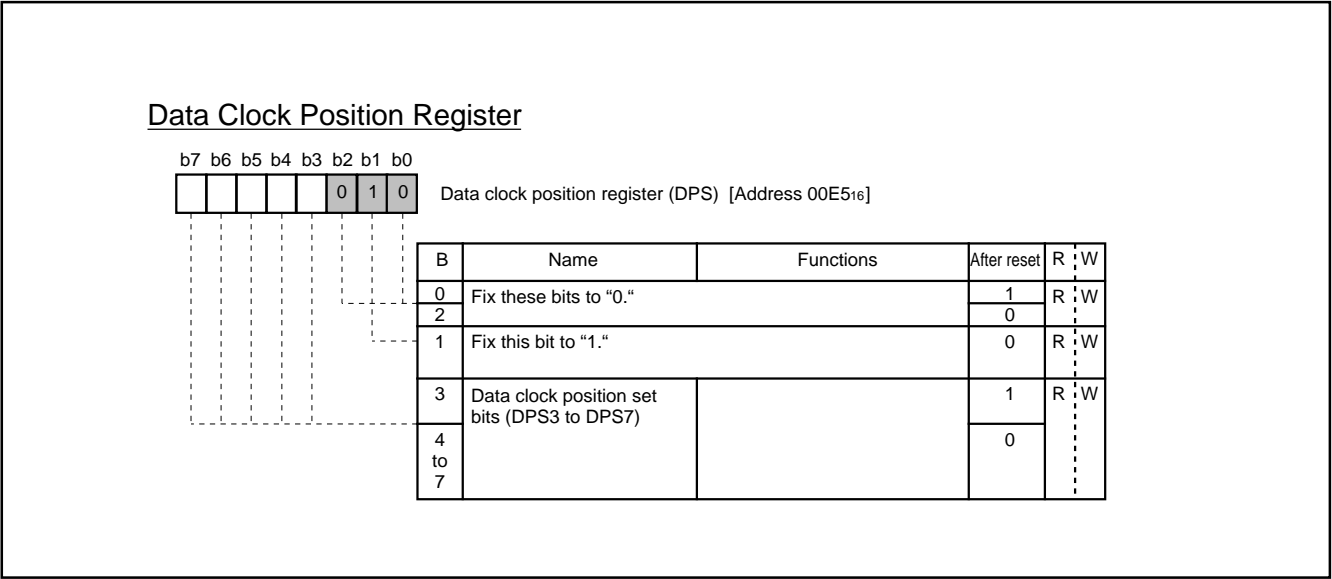 Data Clock Position Register
b7 b6 b5 b4 b3 b2 b1 b0
0 1 0 Data clock position register (DPS) [Address 00E516]
B Name Functions After reset R W
0 Fix these bits to “0.“ 1 R W
2 0
1 Fix this bit to “1.“ 0 R W
3 Data clock position set 1 R W
bits (DPS3 to DPS7)
4 0
to
7